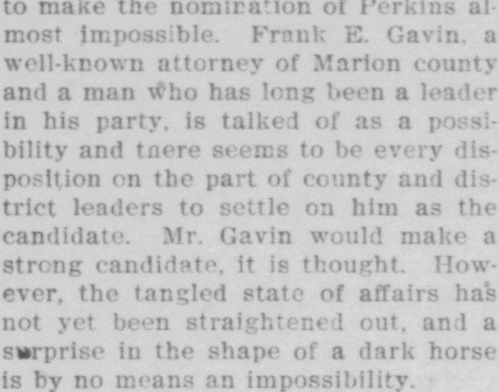 to make the nomination of Perkins al-
most impossible. Frank E. Gavin, a
well-known attorney of Marion county
and a man who has long been a leader
in his party, is talked of as a possi-
bility and there seems to be every dis-
position on the part of county and dis-
trict leaders to settle on him as the
candidate. Mr. Gavin would make a
strong candidate, it is thought. How-
ever, the tangled state of affairs has
not yet been straightened out, and a
surprise in the shape of a dark horse
is by no means an impossibility.